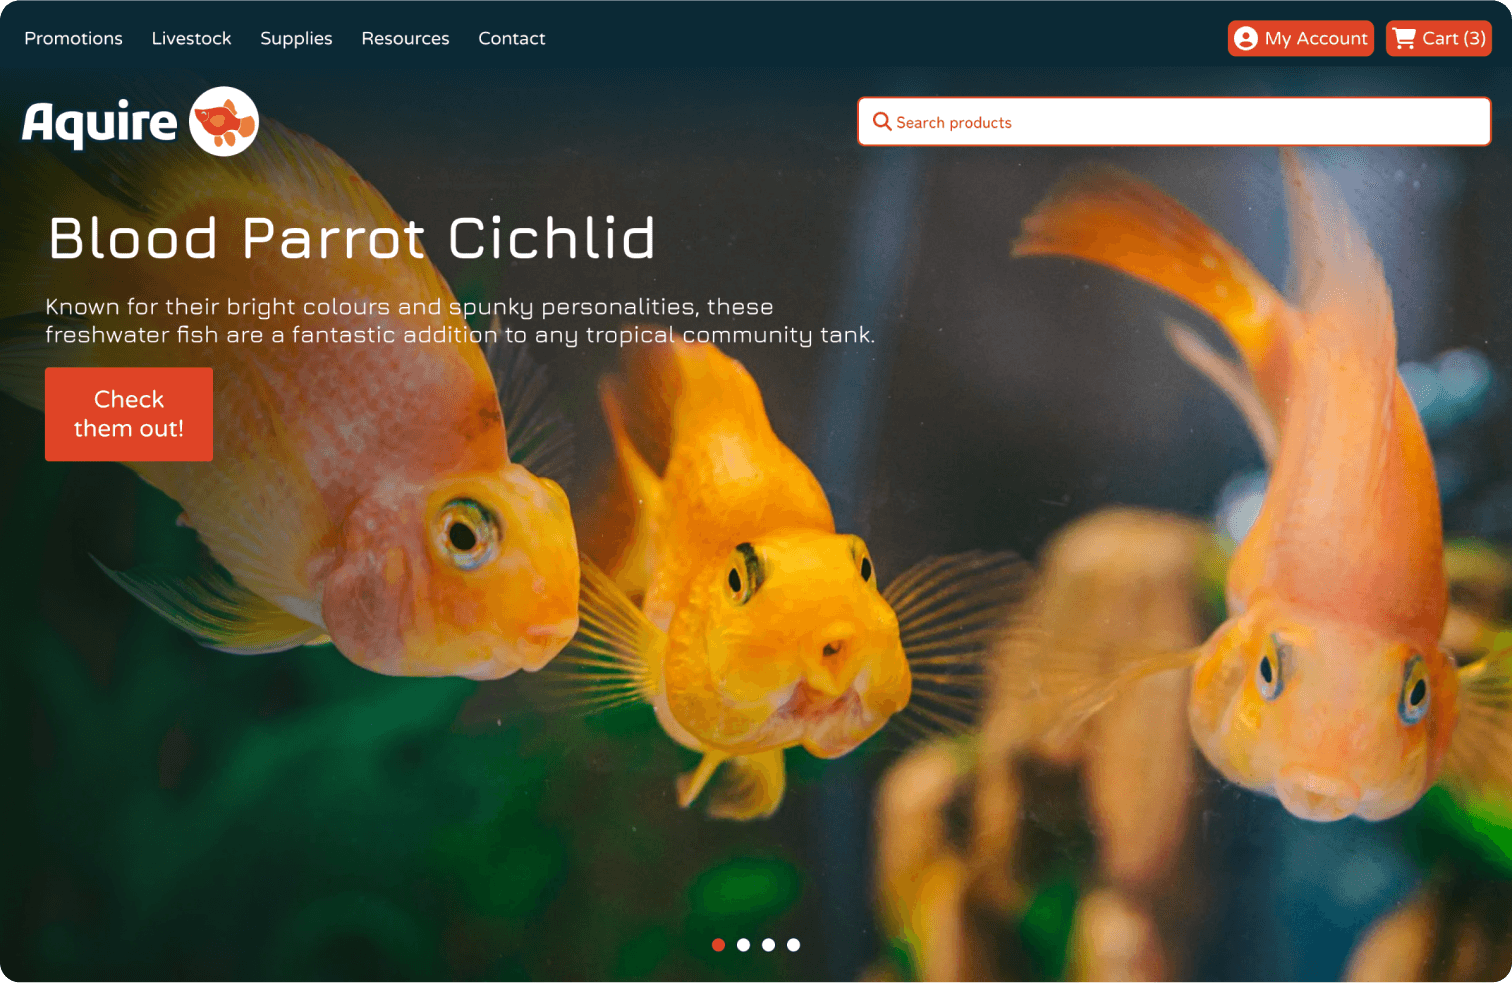 Promotions Livestock Supplies Resources Contact My Account Cart (3)
Aquire
Search products
Blood Parrot Cichlid
Known for their bright colours and spunky personalities, these
freshwater fish are a fantastic addition to any tropical community tank.
Check
them out!